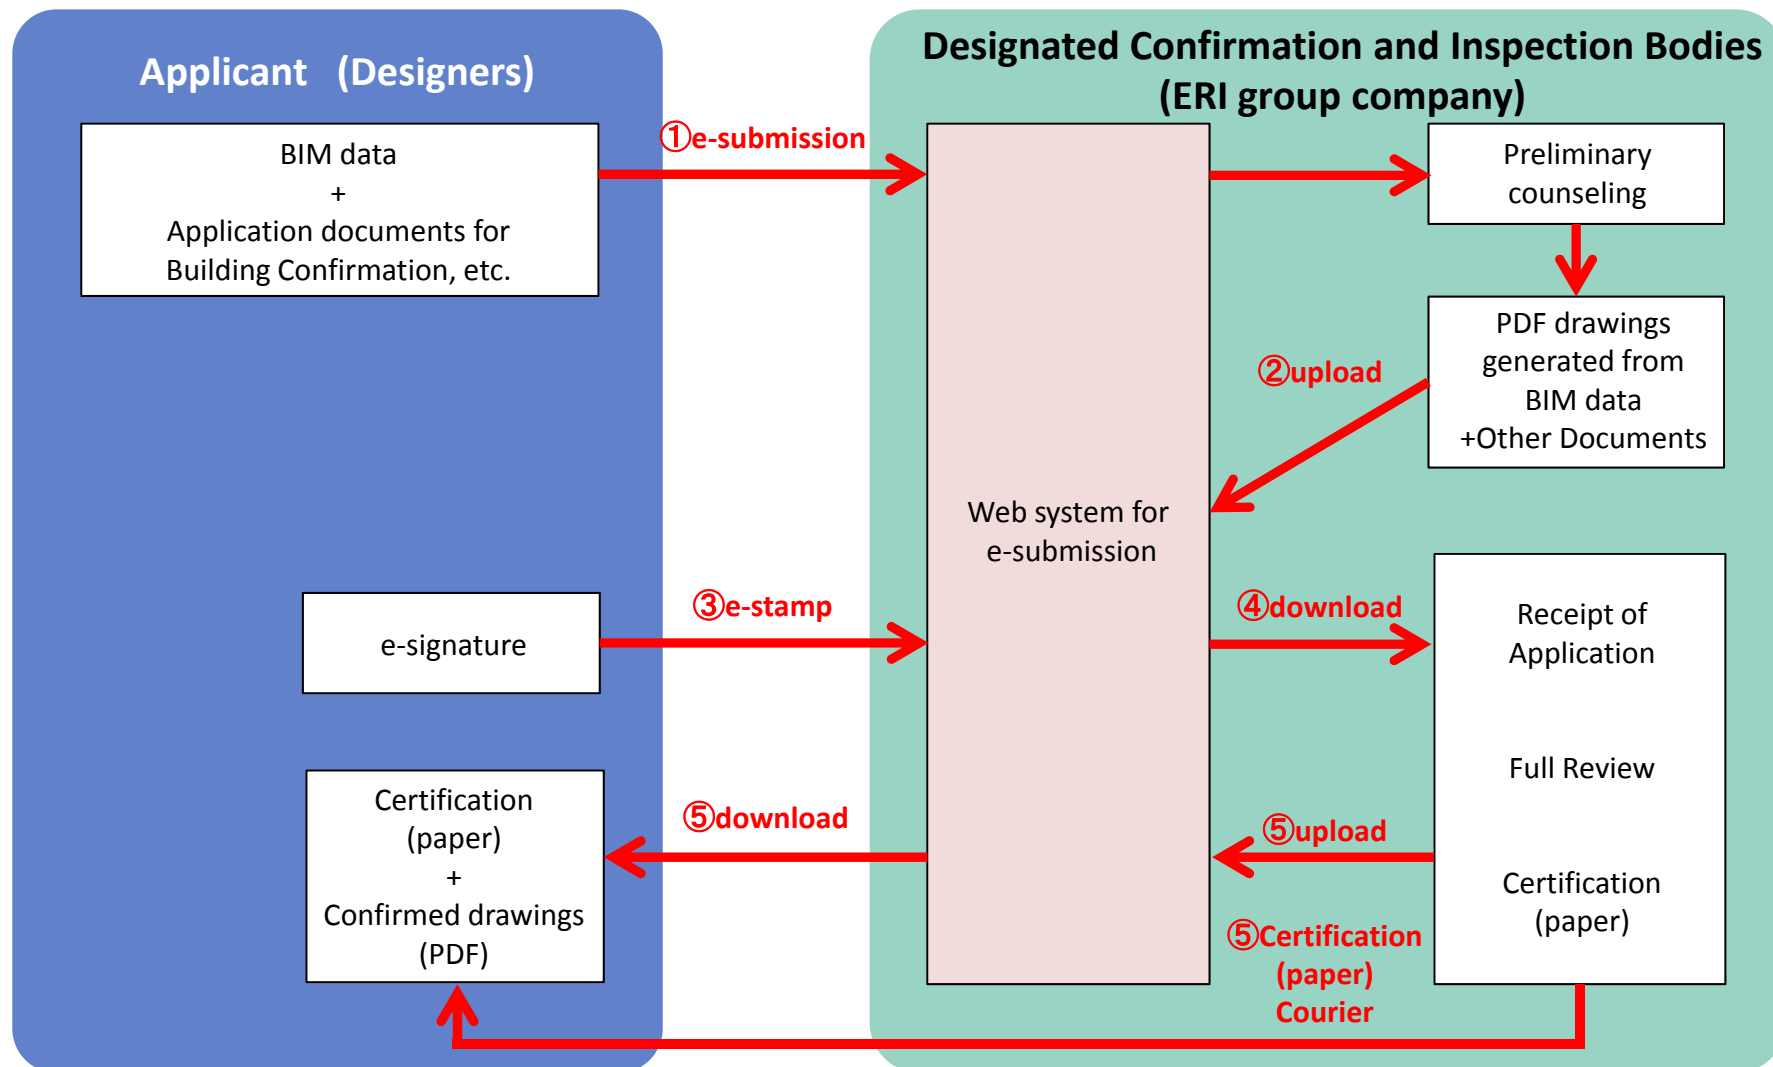 Applicant (Designers)
BIM data
+
Application documents for
Building Confirmation, etc.
①e-submission
Designated Confirmation and Inspection Bodies
(ERI group company)
Preliminary
counseling
PDF drawings
generated from
BIM data
+Other Documents
②upload
Web system for
e-submission
e-signature
③e-stamp
④download
Receipt of
Application
Full Review
Certification
(paper)
⑤upload
⑤download
Certification
(paper)
+
Confirmed drawings
(PDF)
⑤Certification
(paper)
Courier